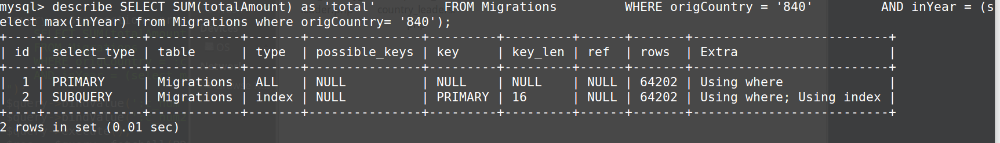 mysql> describe SELECT SUM(totalAmount) as 'total'         FROM Migrations         WHERE origCountry = '840'         AND inYear = (s
elect max(inYear) from Migrations where origCountry= '840');
+----+-------------+------------+-------+---------------+---------+---------+------+-------+--------------------------+
| id | select_type | table      | type  | possible_keys | key     | key_len | ref  | rows  | Extra                    |
+----+-------------+------------+-------+---------------+---------+---------+------+-------+--------------------------+
|  1 | PRIMARY     | Migrations | ALL   | NULL          | NULL    | NULL    | NULL | 64202 | Using where              |
|  2 | SUBQUERY    | Migrations | index | NULL          | PRIMARY | 16      | NULL | 64202 | Using where; Using index |
+----+-------------+------------+-------+---------------+---------+---------+------+-------+--------------------------+
2 rows in set (0.01 sec)